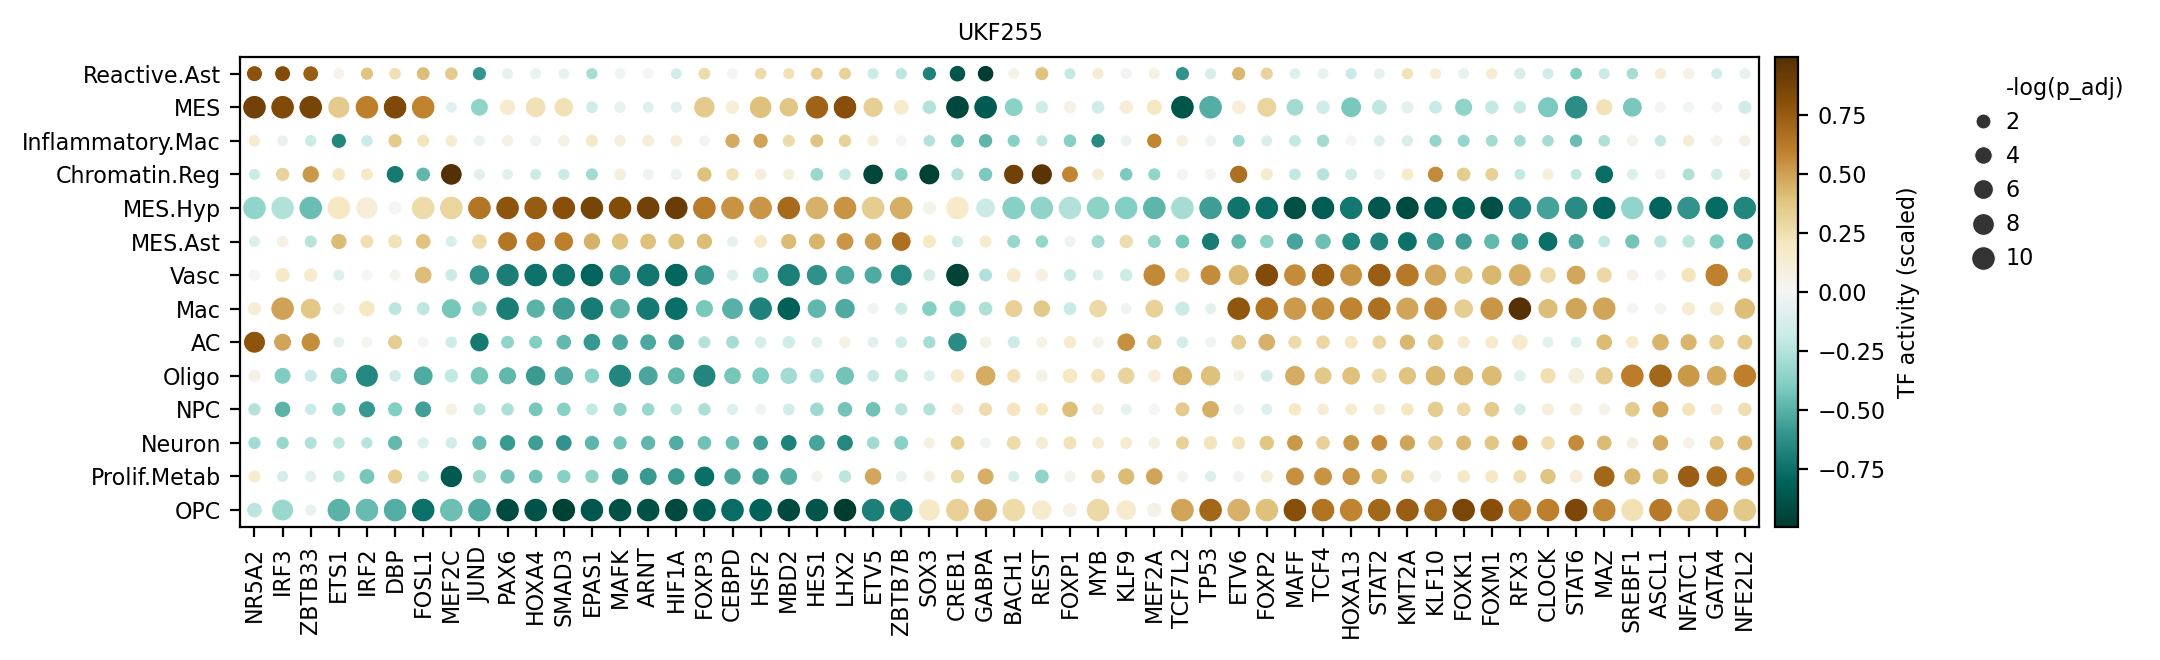 UKF255
Reactive.Ast
MES
Inflammatory.Mac
Chromatin.Reg
MES.Hyp
MES.Ast
Vasc
Mac
AC
Oligo
NPC
Neuron
Prolif.Metab
OPC
NR5A2
IRF3
ZBTB33
ETS1
IRF2
DBP
FOSL1
MEF2C
JUND
PAX6
HOXA4
SMAD3
EPAS1
MAFK
ARNT
HIF1A
FOXP3
CEBPD
HSF2
MBD2
HES1
LHX2
ETV5
ZBTB7B
SOX3
CREB1
GABPA
BACH1
REST
FOXP1
MYB
KLF9
MEF2A
TCF7L2
TP53
ETV6
FOXP2
MAFF
TCF4
HOXA13
STAT2
KMT2A
KLF10
FOXK1
FOXM1
RFX3
CLOCK
STAT6
MAZ
SREBF1
ASCL1
NFATC1
GATA4
NFE2L2
0.75
0.50
0.25
0.00
−0.25
−0.50
−0.75
TF activity (scaled)
-log(p_adj)
2
4
6
8
10